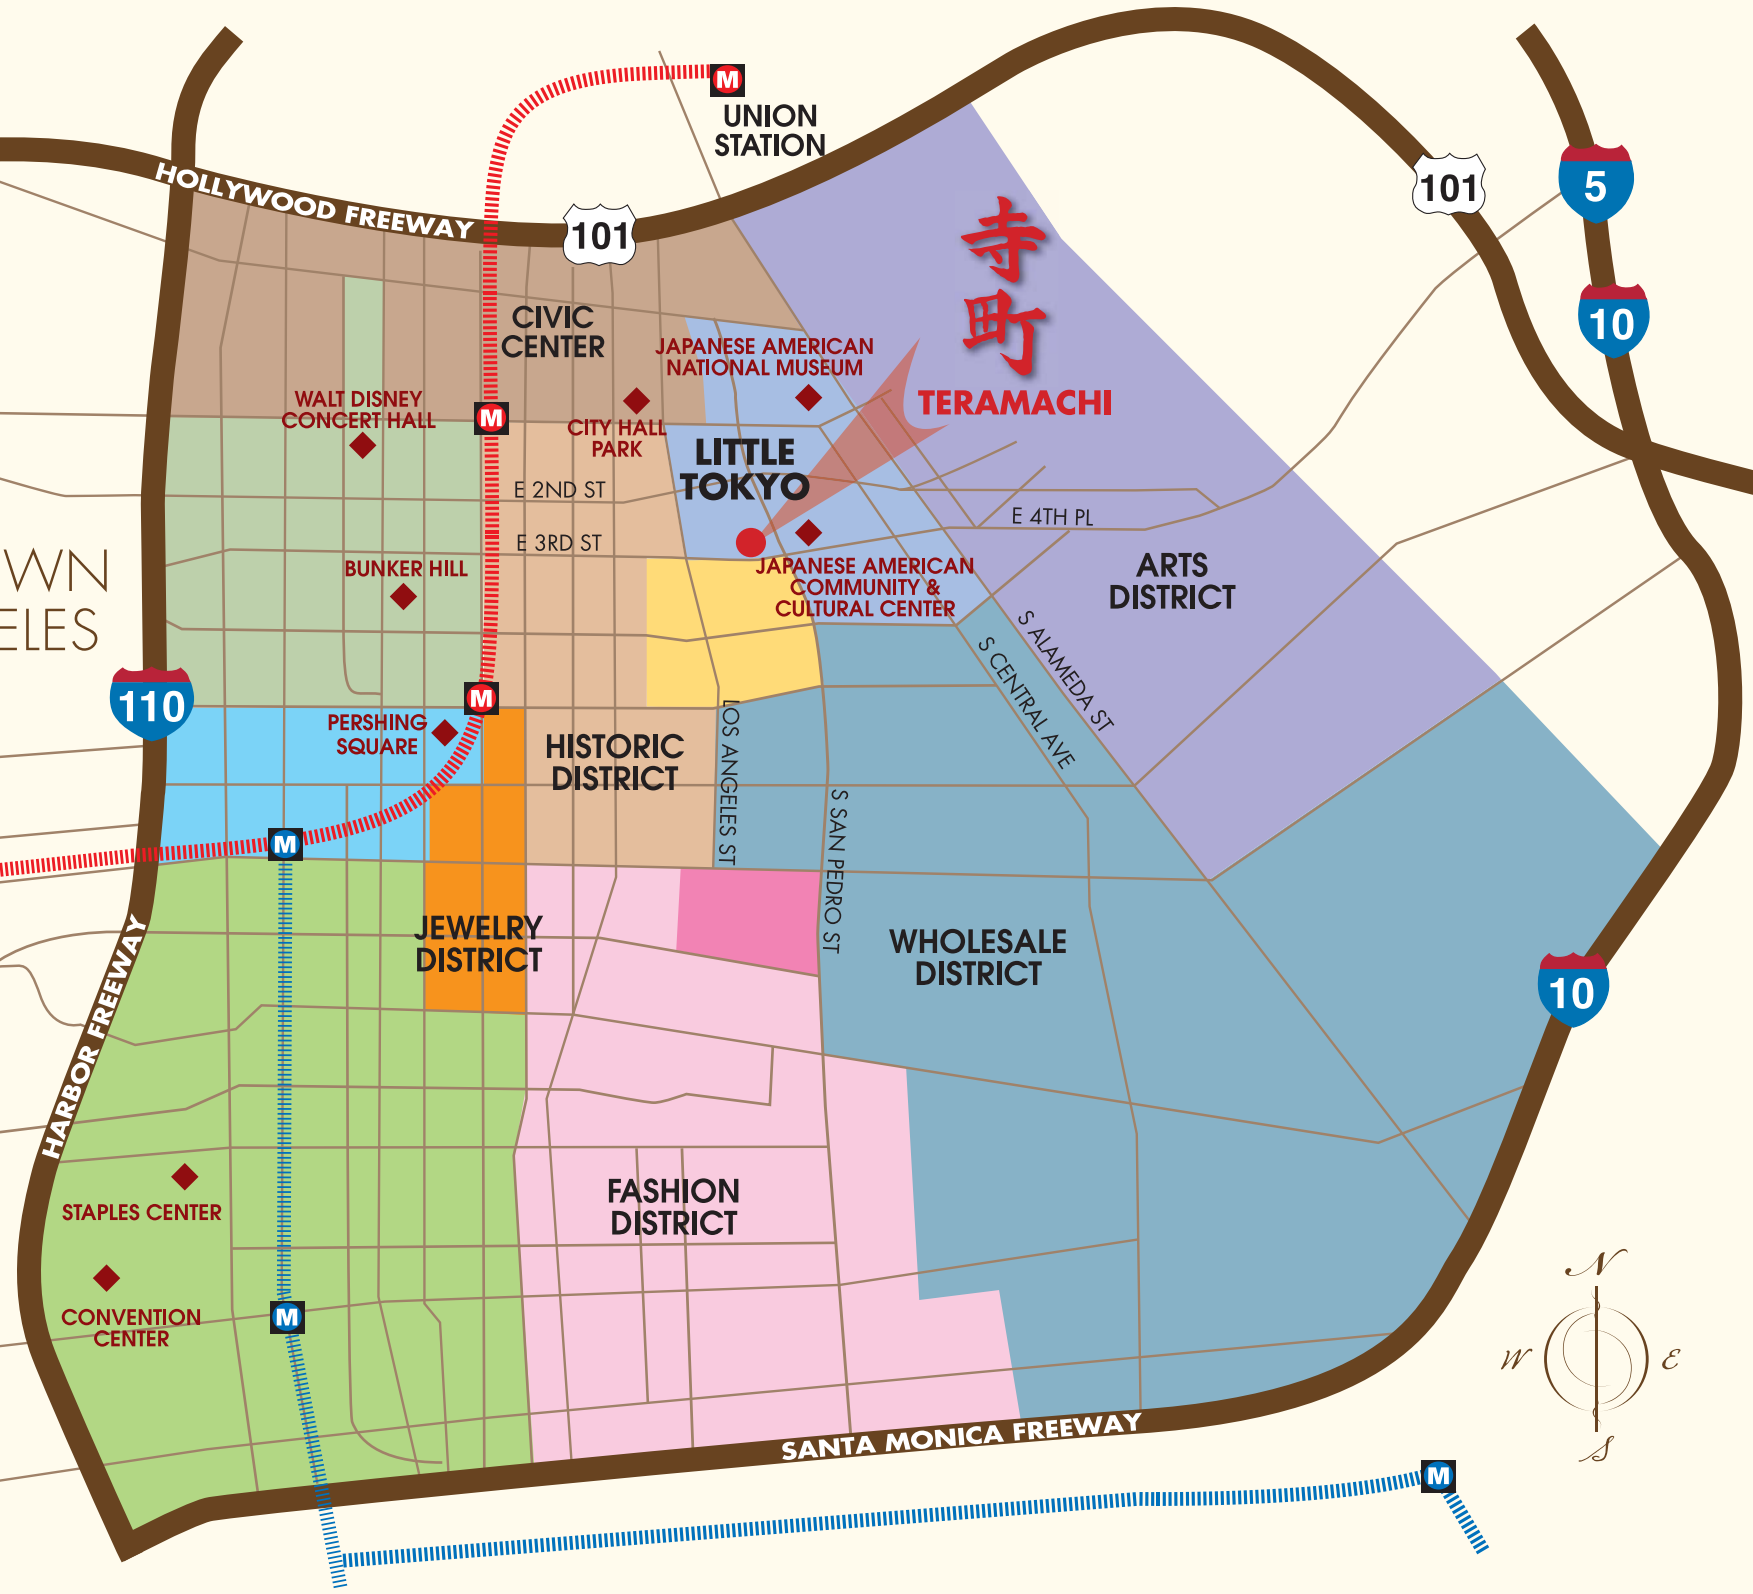 M
UNION
STATION
HOLLYWOOD FREEWAY
101
101
5
10
寺
町
TERAMACHI
CIVIC
CENTER
JAPANESE AMERICAN
NATIONAL MUSEUM
WALT DISNEY
CONCERT HALL
M
CITY HALL
PARK
LITTLE
TOKYO
E 2ND ST
E 3RD ST
E 4TH PL
WN
ELES
BUNKER HILL
JAPANESE AMERICAN
COMMUNITY &
CULTURAL CENTER
ARTS
DISTRICT
S ALAMEDA ST
S CENTRAL AVE
110
M
PERSHING
SQUARE
HISTORIC
DISTRICT
LOS ANGELES ST
S SAN PEDRO ST
M
JEWELRY
DISTRICT
WHOLESALE
DISTRICT
10
HARBOR FREEWAY
STAPLES CENTER
FASHION
DISTRICT
CONVENTION
CENTER
M
N
W
E
S
SANTA MONICA FREEWAY
M